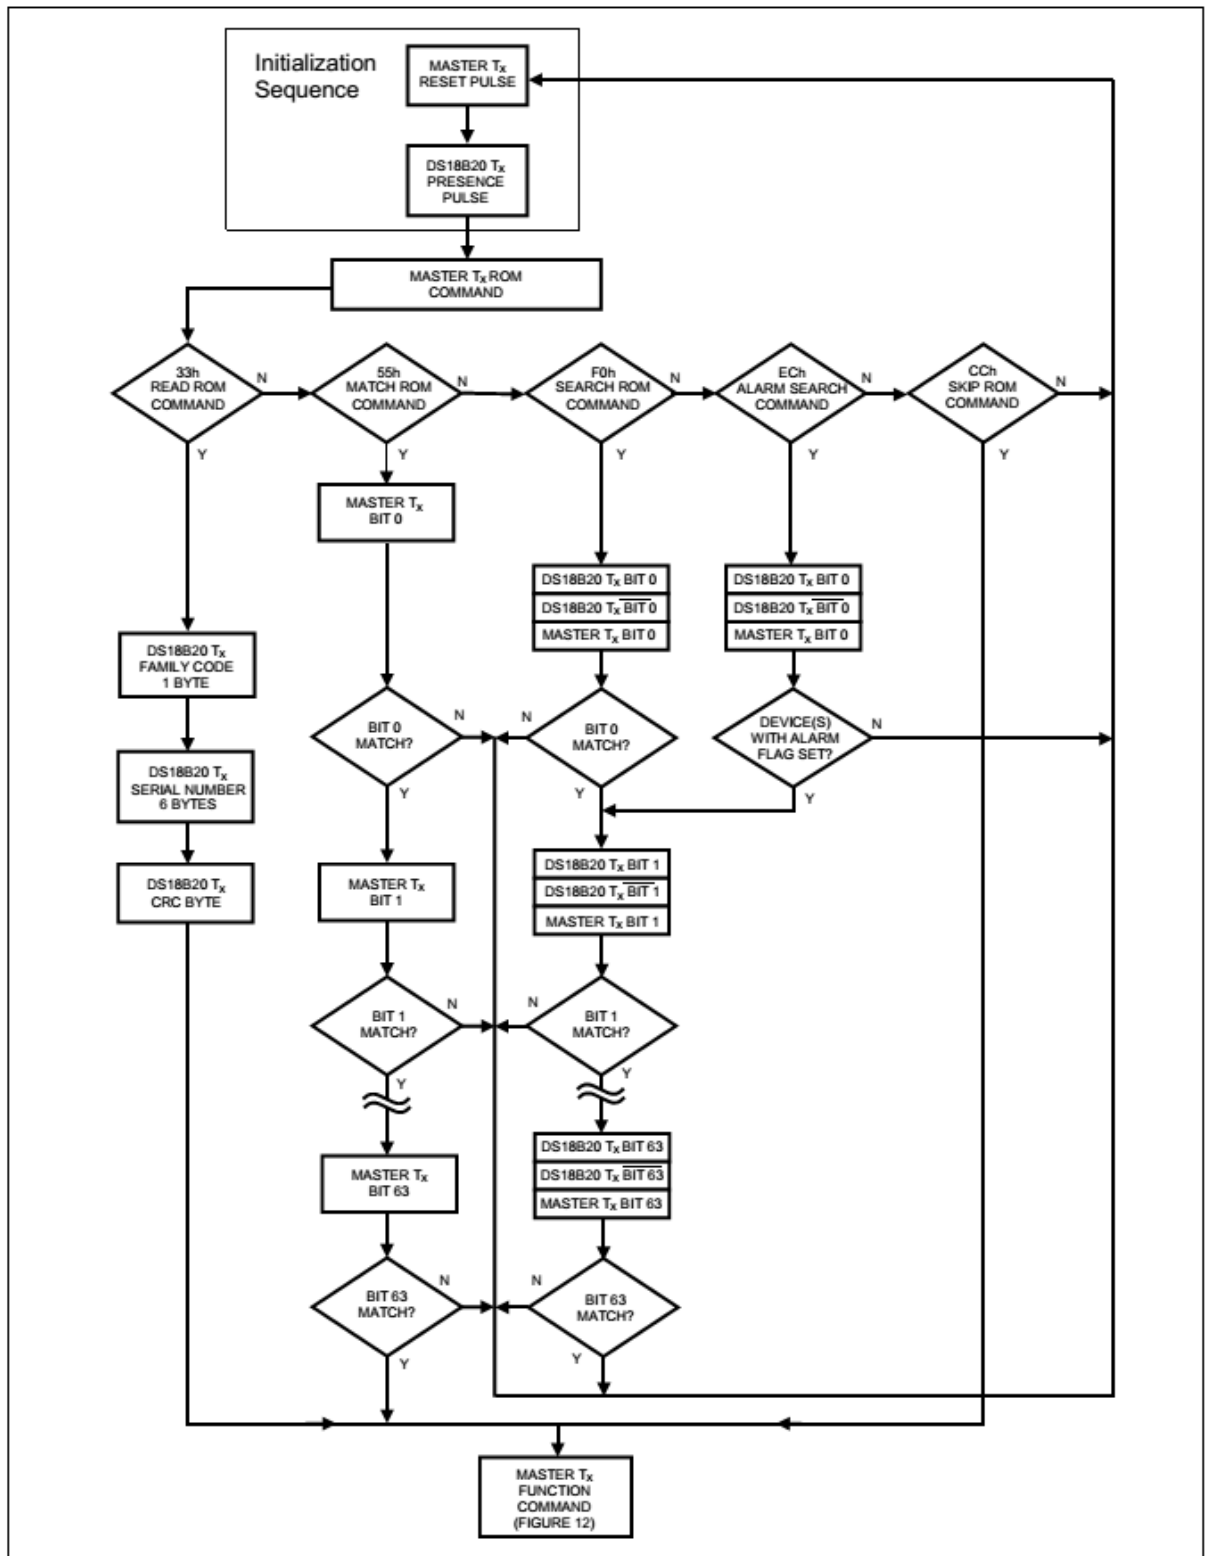 Initialization
Sequence
MASTER Tx
RESET PULSE
DS18B20 Tx
PRESENCE
PULSE
MASTER Tx ROM
COMMAND
33h
READ ROM
COMMAND
N
Y
55h
MATCH ROM
COMMAND
N
Y
F0h
SEARCH ROM
COMMAND
N
Y
ECh
ALARM SEARCH
COMMAND
N
Y
CCh
SKIP ROM
COMMAND
N
Y
MASTER Tx
BIT 0
DS18B20 Tx BIT 0
DS18B20 Tx B̅I̅T̅ ̅0̅
MASTER Tx BIT 0
DS18B20 Tx BIT 0
DS18B20 Tx B̅I̅T̅ ̅0̅
MASTER Tx BIT 0
DS18B20 Tx
FAMILY CODE
1 BYTE
BIT 0
MATCH?
N
Y
BIT 0
MATCH?
N
Y
DEVICE(S)
WITH ALARM
FLAG SET?
N
Y
DS18B20 Tx
SERIAL NUMBER
6 BYTES
DS18B20 Tx
CRC BYTE
MASTER Tx
BIT 1
DS18B20 Tx BIT 1
DS18B20 Tx B̅I̅T̅ ̅1̅
MASTER Tx BIT 1
BIT 1
MATCH?
N
Y
BIT 1
MATCH?
N
Y
MASTER Tx
BIT 63
DS18B20 Tx BIT 63
DS18B20 Tx B̅I̅T̅ ̅6̅3̅
MASTER Tx BIT 63
BIT 63
MATCH?
N
Y
BIT 63
MATCH?
N
Y
MASTER Tx
FUNCTION
COMMAND
(FIGURE 12)